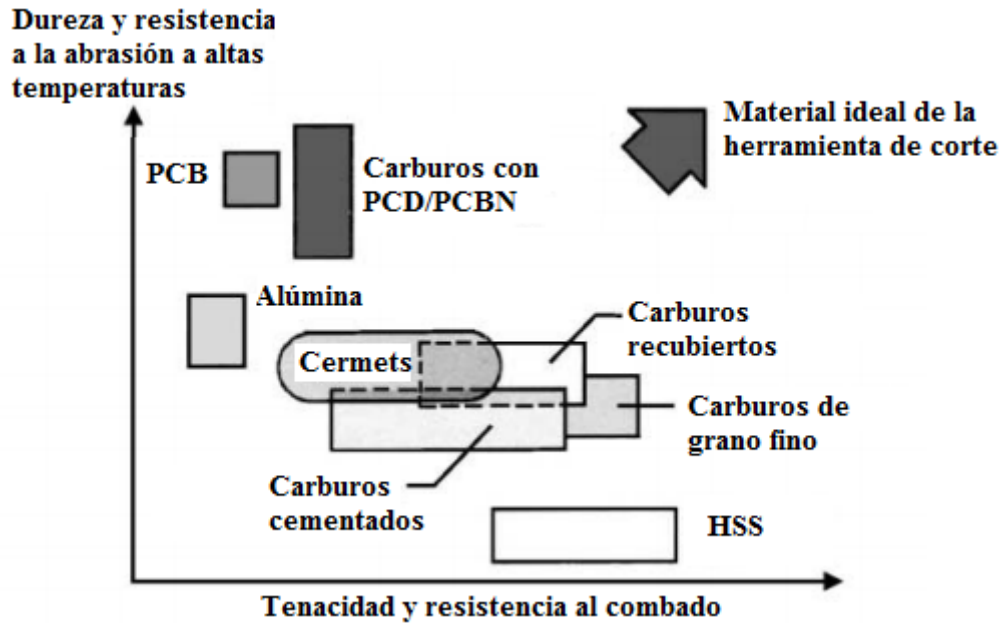 Dureza y resistencia
a la abrasión a altas
temperaturas
Material ideal de la
herramienta de corte
PCB
Carburos con
PCD/PCBN
Alúmina
Carburos
recubiertos
Cermets
Carburos de
grano fino
Carburos
cementados
HSS
Tenacidad y resistencia al combado